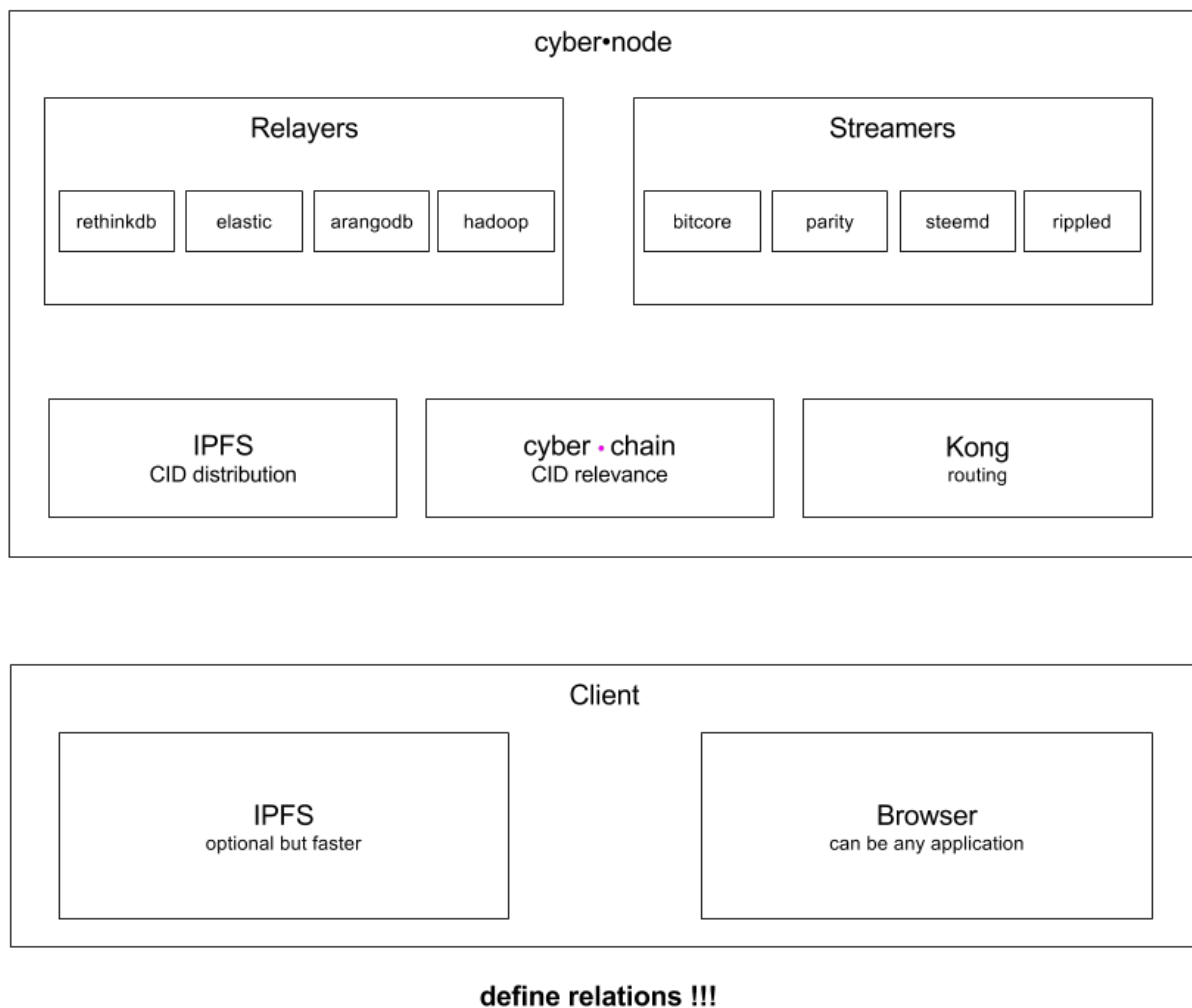 cyber•node
Relayers
rethinkdb
elastic
arangodb
hadoop
Streamers
bitcore
parity
steemd
rippled
IPFS
CID distribution
cyber • chain
CID relevance
Kong
routing
Client
IPFS
optional but faster
Browser
can be any application
define relations !!!